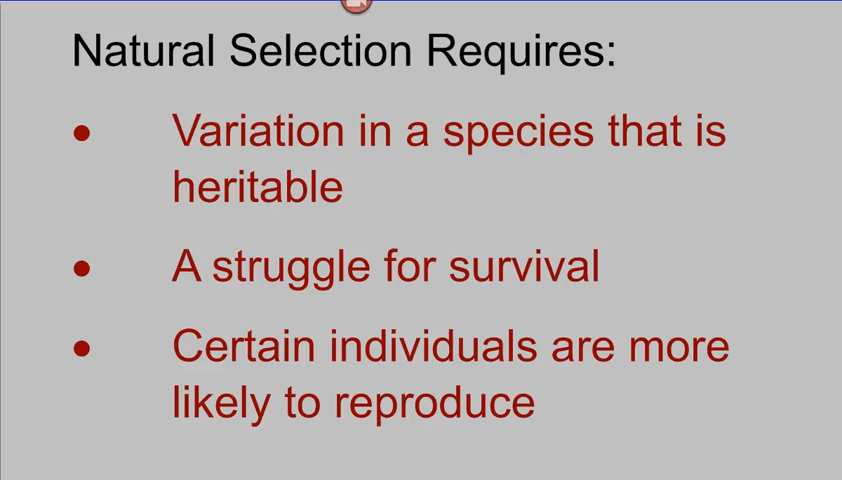 Natural Selection Requires:
• Variation in a species that is
heritable
• A struggle for survival
• Certain individuals are more
likely to reproduce